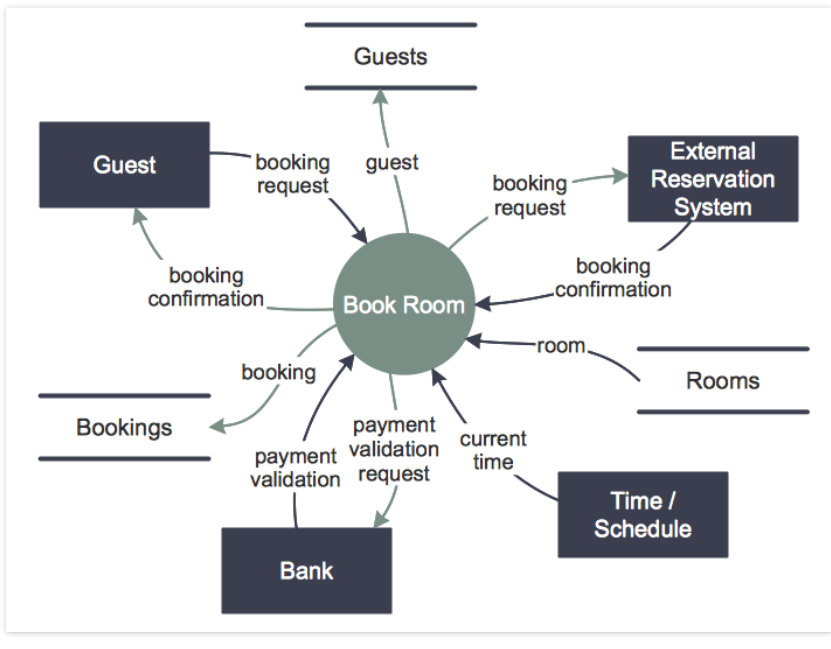 Guests
Guest
booking
request
guest
External
Reservation
System
booking
request
booking
confirmation
booking
confirmation
Book Room
room
Rooms
booking
Bookings
payment
validation
payment
validation
request
current
time
Time /
Schedule
Bank